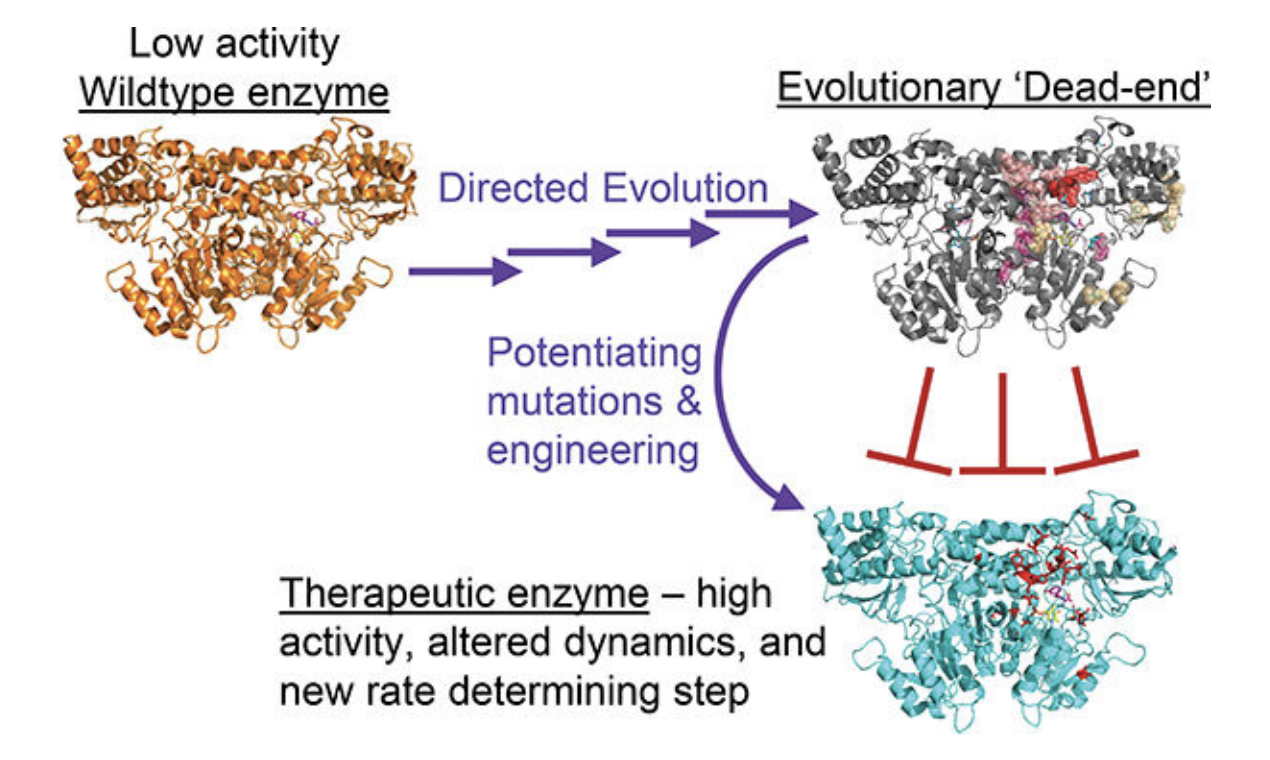 Low activity
Wildtype enzyme
Evolutionary ‘Dead-end’
Directed Evolution
Potentiating
mutations &
engineering
Therapeutic enzyme – high
activity, altered dynamics, and
new rate determining step